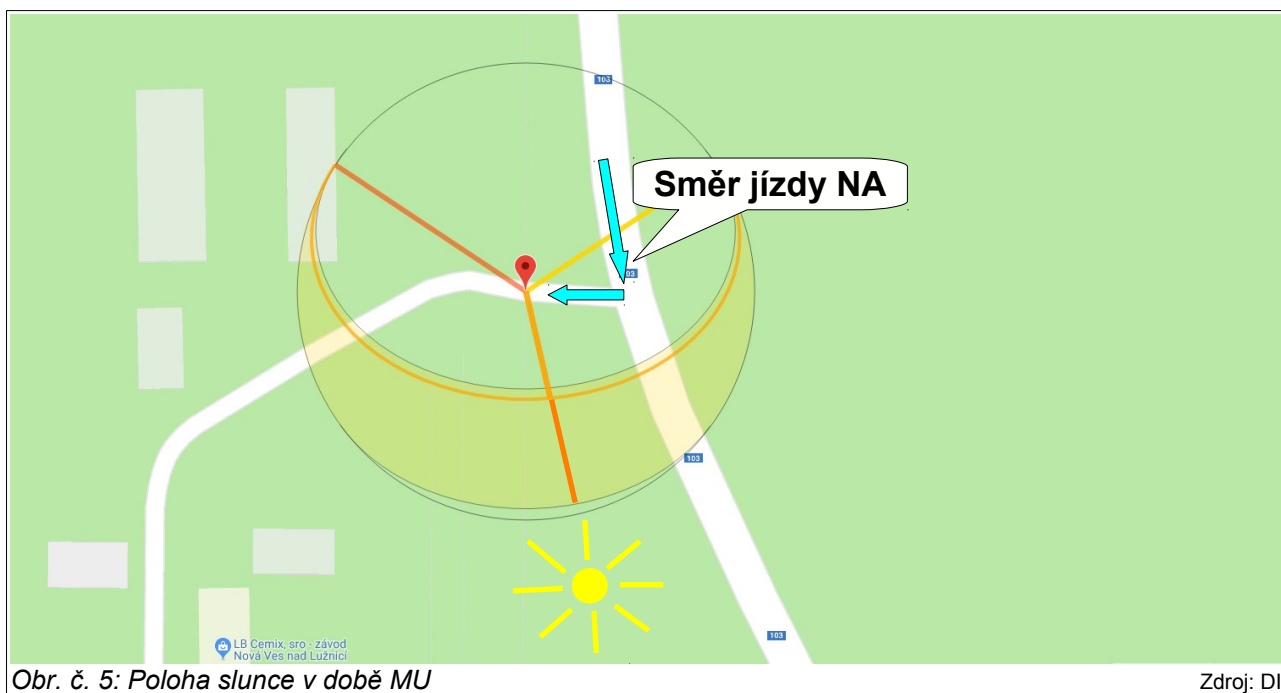 103
Směr jízdy NA
03
103
103
LB Cemix, sro - závod
Nová Ves nad Lužnicí
Obr. č. 5: Poloha slunce v době MU
Zdroj: DI